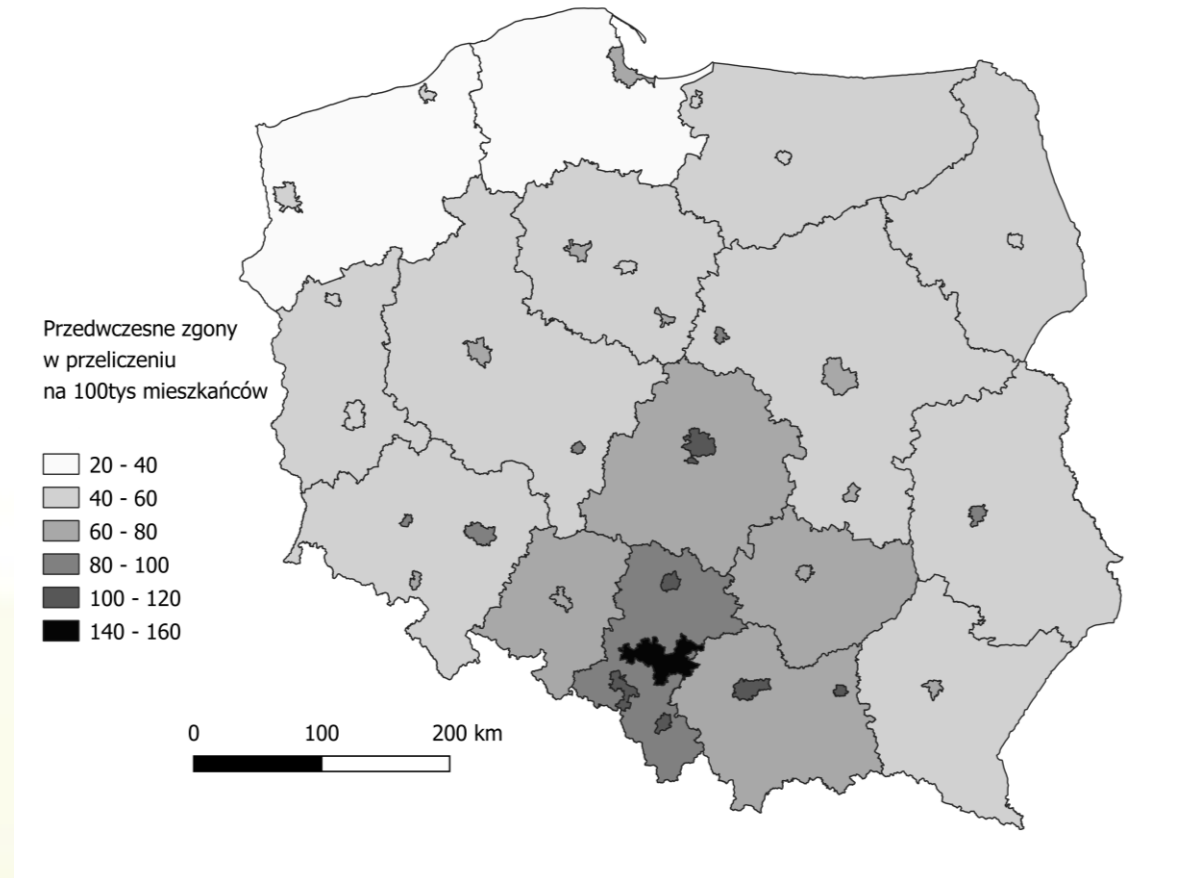 Przedwczesne zgony
w przeliczeniu
na 100tys mieszkańców
20 - 40
40 - 60
60 - 80
80 - 100
100 - 120
140 - 160
0 100 200 km